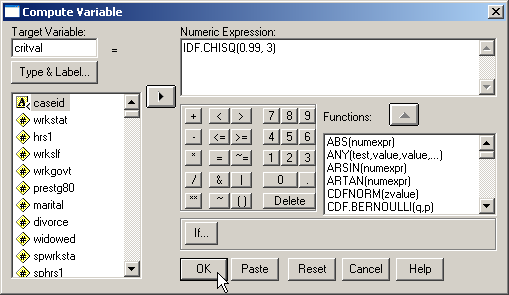 Compute Variable
Target Variable:
critval
=
Numeric Expression:
IDF.CHISQ(0.99, 3)
Type & Label...
caseid
wrkstat
hrs1
wrkslf
wrkgovt
prestg80
marital
divorce
widowed
spwrksta
sphrs1
+ < > 7 8 9
- <= >= 4 5 6
* = ~= 1 2 3
/ & | 0 .
** ~ ( ) Delete
Functions:
ABS(numexpr)
ANY(test,value,value,...)
ARSIN(numexpr)
ARTAN(numexpr)
CDFNORM(zvalue)
CDF.BERNOULLI(q,p)
If...
OK Paste Reset Cancel Help